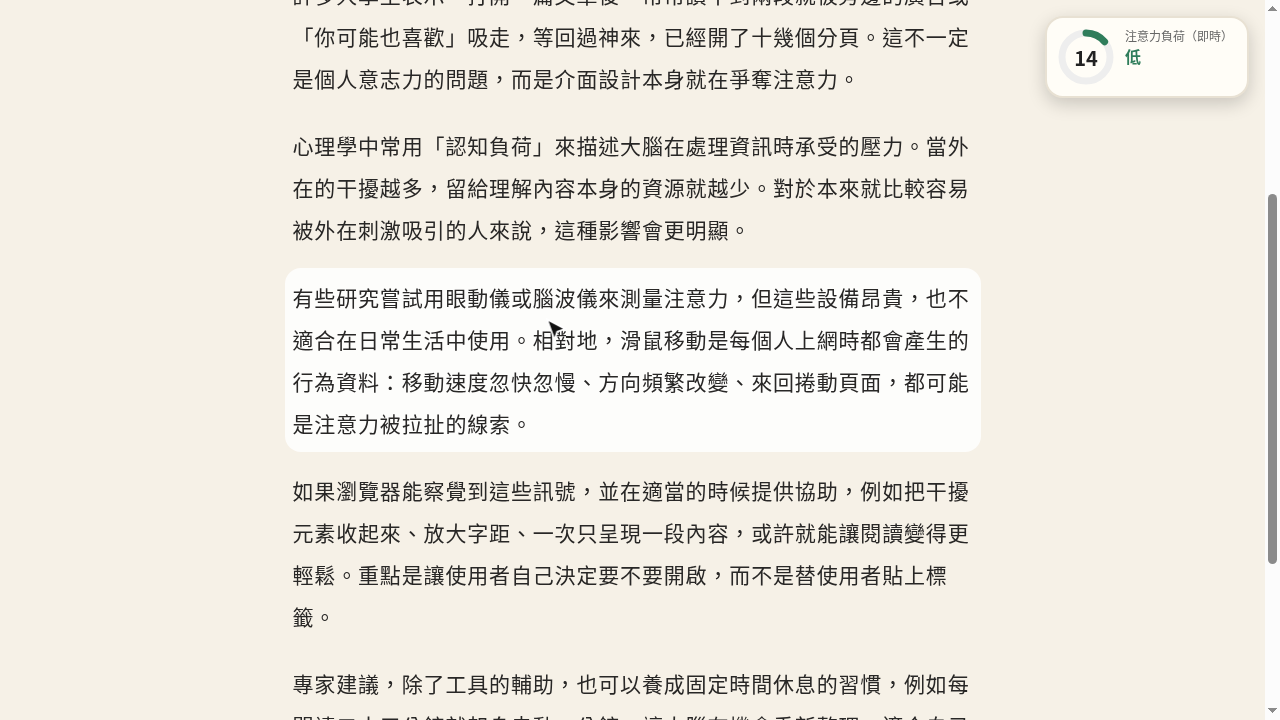 「你可能也喜歡」吸走，等回過神來，已經開了十幾個分頁。這不一定
是個人意志力的問題，而是介面設計本身就在爭奪注意力。
心理學中常用「認知負荷」來描述大腦在處理資訊時承受的壓力。當外
在的干擾越多，留給理解內容本身的資源就越少。對於本來就比較容易
被外在刺激吸引的人來說，這種影響會更明顯。
有些研究嘗試用眼動儀或腦波儀來測量注意力，但這些設備昂貴，也不
適合在日常生活中使用。相對地，滑鼠移動是每個人上網時都會產生的
行為資料：移動速度忽快忽慢、方向頻繁改變、來回捲動頁面，都可能
是注意力被拉扯的線索。
如果瀏覽器能察覺到這些訊號，並在適當的時候提供協助，例如把干擾
元素收起來、放大字距、一次只呈現一段內容，或許就能讓閱讀變得更
輕鬆。重點是讓使用者自己決定要不要開啟，而不是替使用者貼上標
籤。
專家建議，除了工具的輔助，也可以養成固定時間休息的習慣，例如每
注意力負荷（即時）
14
低